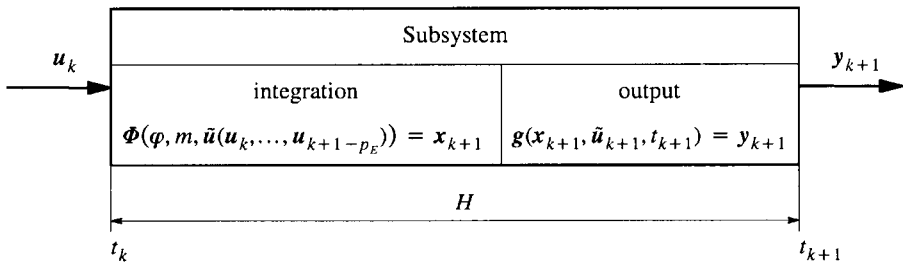 Subsystem
u_k
y_{k+1}
integration
output
Φ(φ, m, ũ(u_k,..., u_{k+1-p_E})) = x_{k+1}
g(x_{k+1}, ũ_{k+1}, t_{k+1}) = y_{k+1}
H
t_k
t_{k+1}